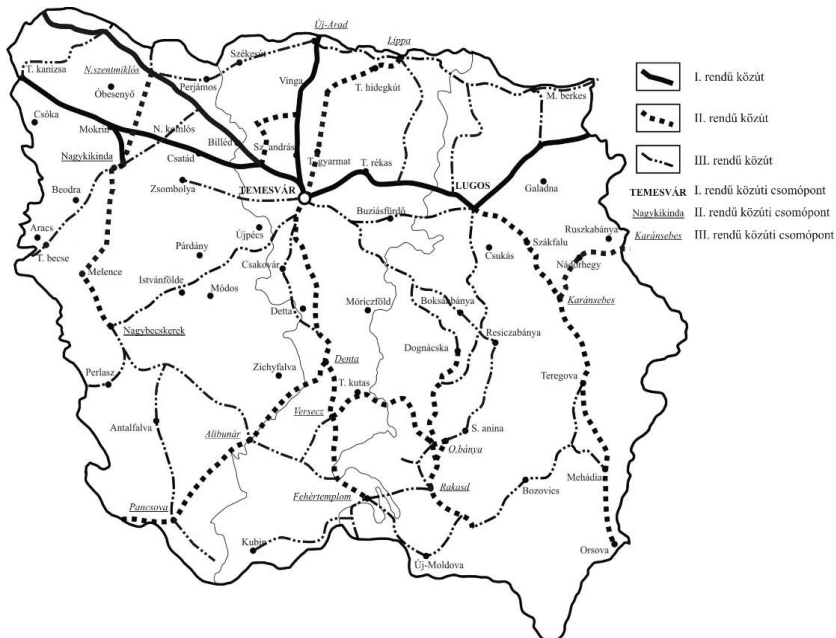 Új-Arad
Lippa
Székesút
T. kanizsa
N.szentmiklós
Perjámos
Vinga
T. hidegkút
Óbesenyő
M. berkes
Csóka
Mokrin
N. komlós
Billéd
Sz. andrás
T. gyarmat
Csatád
T. rékas
Nagykikinda
Zsombolya
TEMESVÁR
LUGOS
Galadna
Beodra
Buziásfürdő
Aracs
Újpécs
Szákfalu
Ruszkabánya
T. becse
Párdány
Csakovár
Csukás
Nádorhegy
Melence
Istvánfölde
Módos
Boksánbánya
Karánsebes
Detta
Móriczföld
Nagybecskerek
Resiczabánya
Dognácska
Denta
Perlasz
Zichyfalva
T. kutas
Teregova
Versecz
Antalfalva
Alibunár
S. anina
O.bánya
Mehádia
Pancsova
Fehértemplom
Rakasd
Bozovics
Kubin
Új-Moldova
Orsova
I. rendű közút
II. rendű közút
III. rendű közút
TEMESVÁR I. rendű közúti csomópont
Nagykikinda II. rendű közúti csomópont
Karánsebes III. rendű közúti csomópont